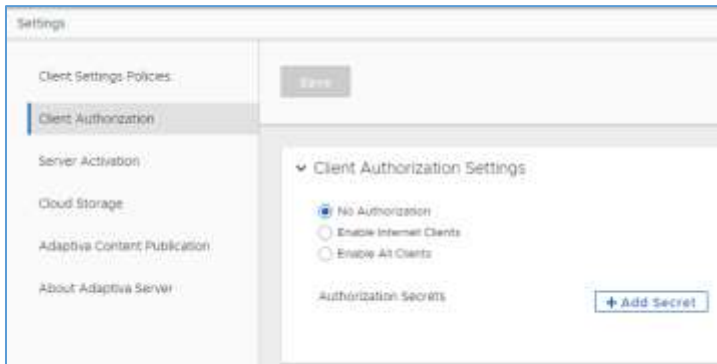 Settings
Client Settings Policies
Save
Client Authorization
Server Activation
Client Authorization Settings
Cloud Storage
No Authorization
Enable Internet Clients
Adaptiva Content Publication
Enable All Clients
About Adaptiva Server
Authorization Secrets
+ Add Secret